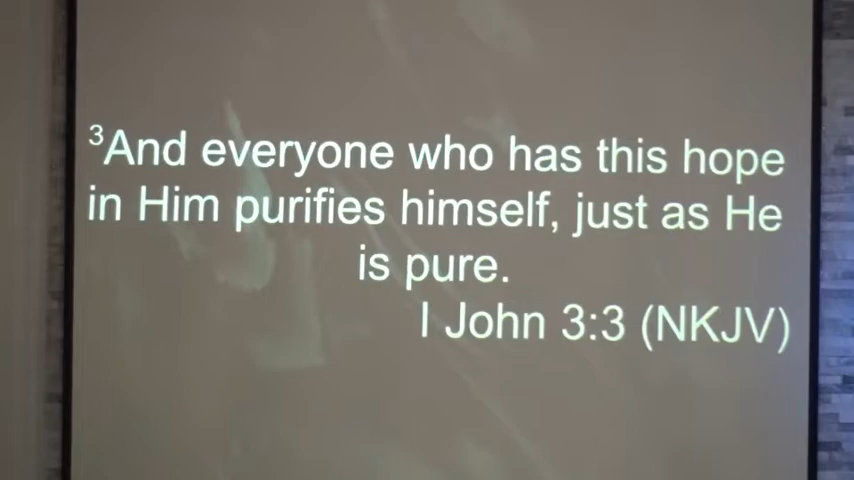 ³And everyone who has this hope
in Him purifies himself, just as He
is pure.
I John 3:3 (NKJV)